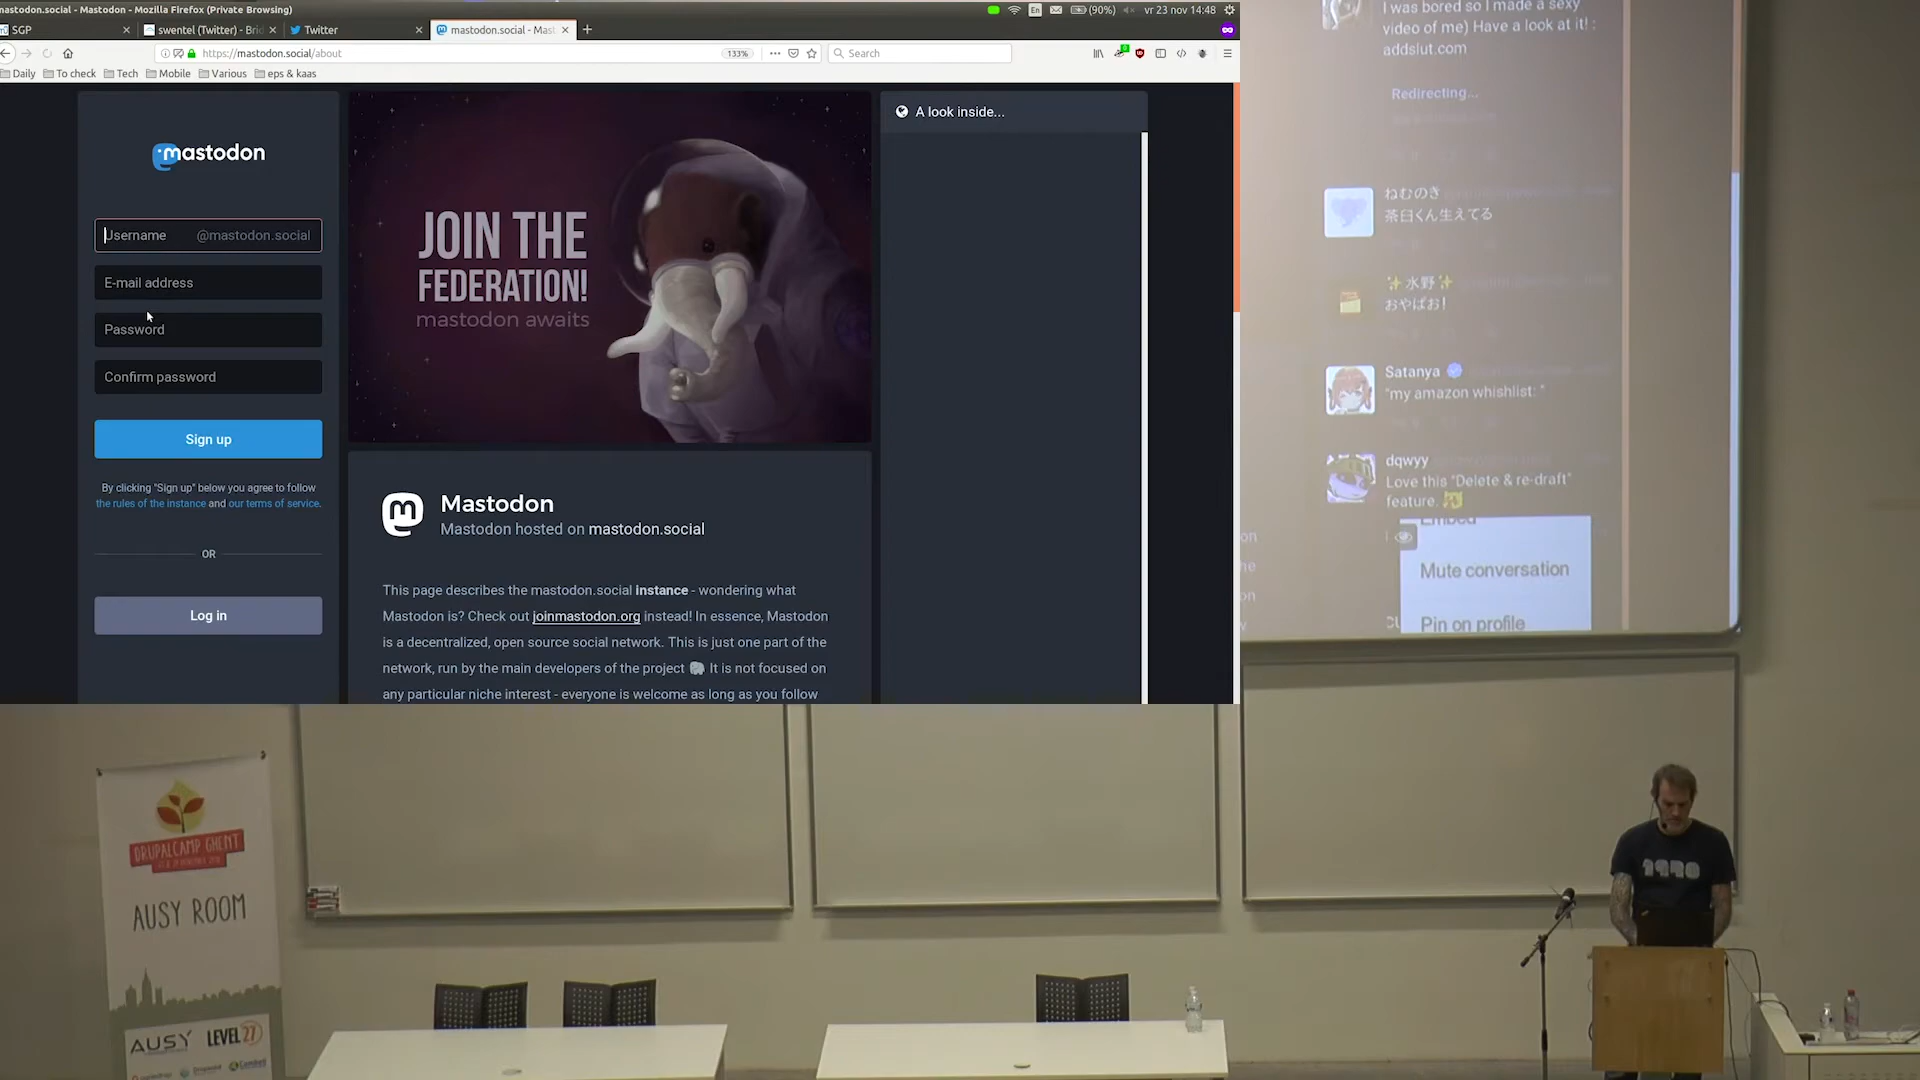 mastodon.social - Mastodon - Mozilla Firefox (Private Browsing)
En
(90%)
vr 23 nov 14:48
SGP
swentel (Twitter) - Brid
Twitter
mastodon.social - Mast
https://mastodon.social/about
133%
Search
Daily
To check
Tech
Mobile
Various
eps & kaas
mastodon
Username
@mastodon.social
E-mail address
Password
Confirm password
Sign up
By clicking "Sign up" below you agree to follow
the rules of the instance and our terms of service.
OR
Log in
JOIN THE
FEDERATION!
mastodon awaits
Mastodon
Mastodon hosted on mastodon.social
This page describes the mastodon.social instance - wondering what
Mastodon is? Check out joinmastodon.org instead! In essence, Mastodon
is a decentralized, open source social network. This is just one part of the
network, run by the main developers of the project 🐘 It is not focused on
any particular niche interest - everyone is welcome as long as you follow
A look inside...
I was bored so I made a sexy
video of me) Have a look at it! :
addslut.com
Redirecting...
ねむのき
茶臼くん生えてる
✨水野✨
おやぱお!
Satanya
"my amazon whishlist: "
dqwyy
Love this "Delete & re-draft"
feature.
Embed
Mute conversation
Pin on profile
DRUPALCAMP GHENT
AUSY ROOM
AUSY
LEVEL27
1970